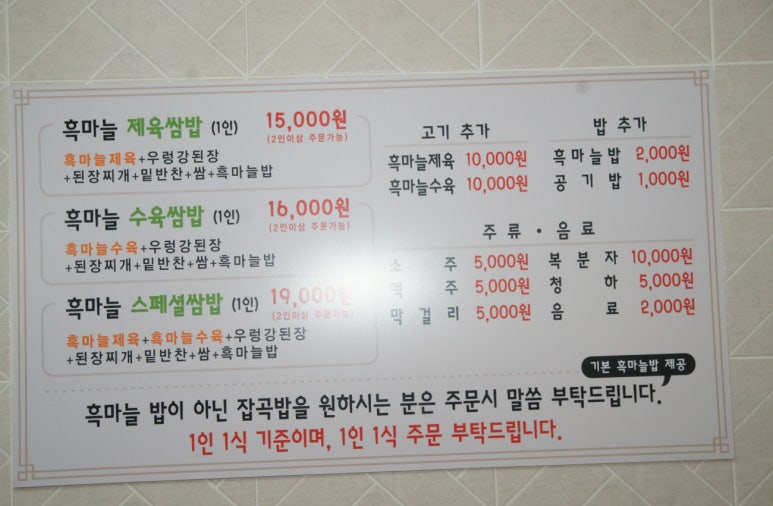 흑마늘 제육쌈밥 (1인) 15,000원
(2인이상 주문가능)
흑마늘제육+우렁강된장
+된장찌개+밑반찬+쌈+흑마늘밥
흑마늘 수육쌈밥 (1인) 16,000원
(2인이상 주문가능)
흑마늘수육+우렁강된장
+된장찌개+밑반찬+쌈+흑마늘밥
흑마늘 스페셜쌈밥 (1인) 19,000원
(2인이상 주문가능)
흑마늘제육+흑마늘수육+우렁강된장
+된장찌개+밑반찬+쌈+흑마늘밥
고기 추가
흑마늘제육 10,000원
흑마늘수육 10,000원
밥 추가
흑마늘밥 2,000원
공기밥 1,000원
주류 · 음료
소주 5,000원 복분자 10,000원
맥주 5,000원 청하 5,000원
막걸리 5,000원 음료 2,000원
기본 흑마늘밥 제공
흑마늘 밥이 아닌 잡곡밥을 원하시는 분은 주문시 말씀 부탁드립니다.
1인 1식 기준이며, 1인 1식 주문 부탁드립니다.